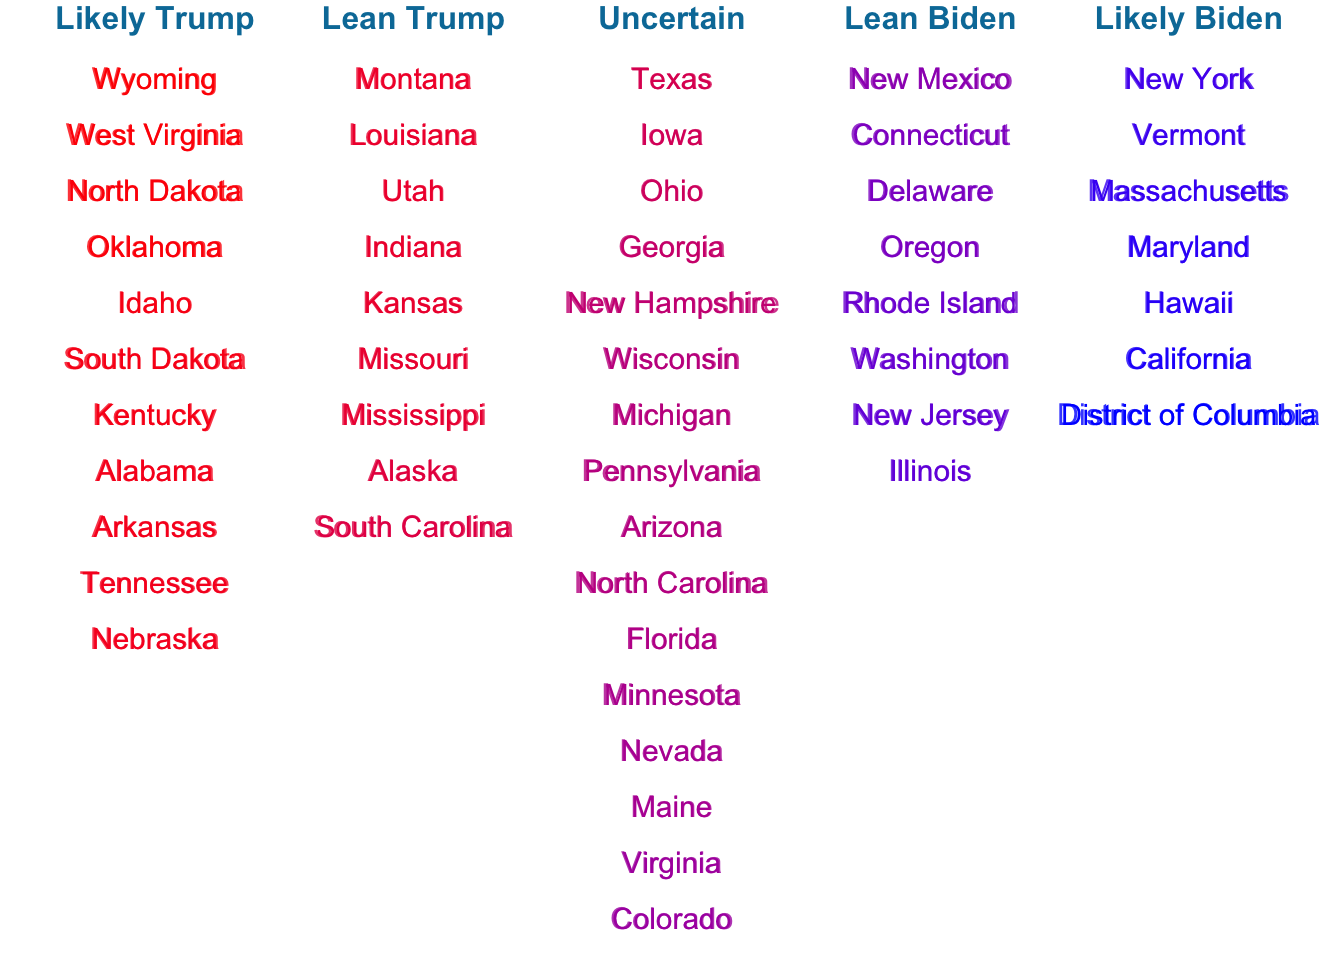 Likely Trump Lean Trump Uncertain Lean Biden Likely Biden
Wyoming Montana Texas New Mexico New York
West Virginia Louisiana Iowa Connecticut Vermont
North Dakota Utah Ohio Delaware Massachusetts
Oklahoma Indiana Georgia Oregon Maryland
Idaho Kansas New Hampshire Rhode Island Hawaii
South Dakota Missouri Wisconsin Washington California
Kentucky Mississippi Michigan New Jersey District of Columbia
Alabama Alaska Pennsylvania Illinois
Arkansas South Carolina Arizona
Tennessee North Carolina
Nebraska Florida
Minnesota
Nevada
Maine
Virginia
Colorado